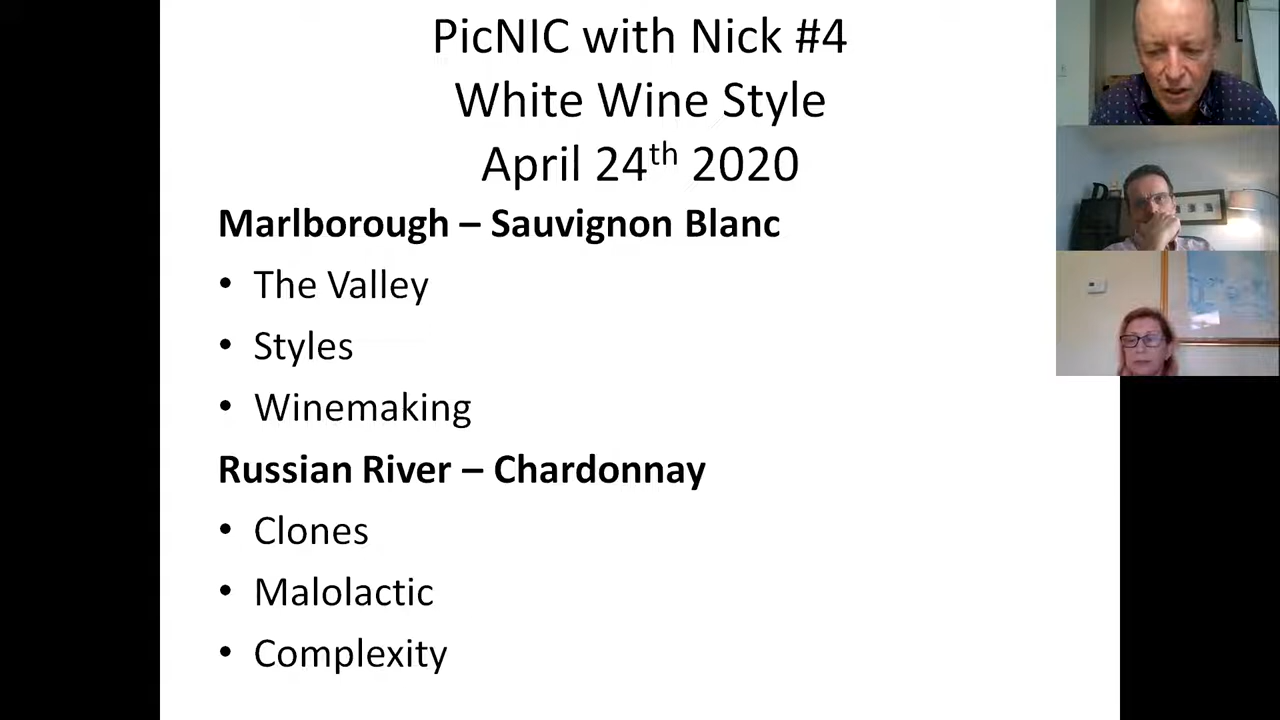 PicNIC with Nick #4
White Wine Style
April 24th 2020
Marlborough – Sauvignon Blanc
• The Valley
• Styles
• Winemaking
Russian River – Chardonnay
• Clones
• Malolactic
• Complexity